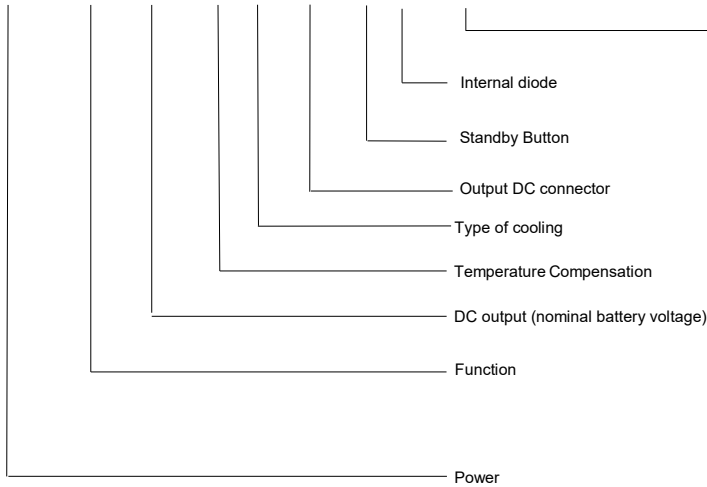 Internal diode
Standby Button
Output DC connector
Type of cooling
Temperature Compensation
DC output (nominal battery voltage)
Function
Power